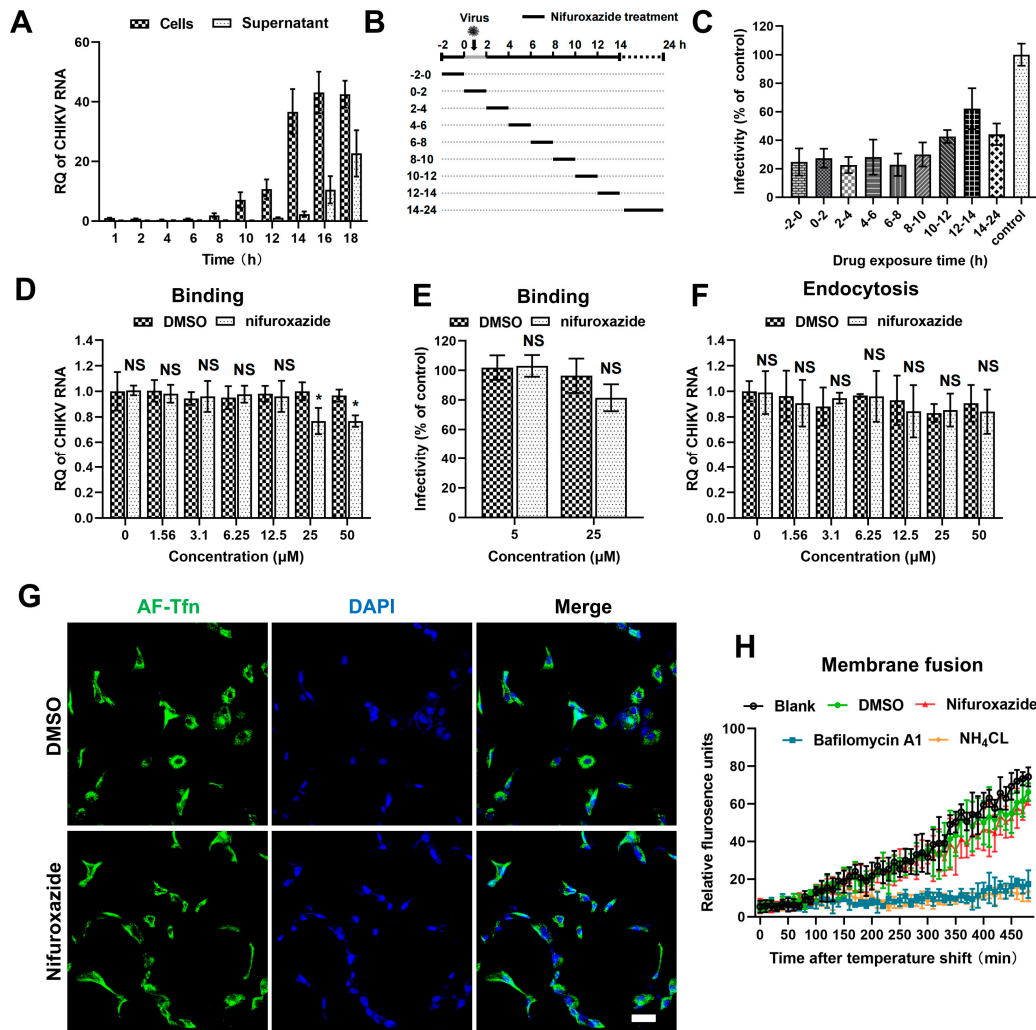 A
Cells
Supernatant
RQ of CHIKV RNA
60
40
20
0
1 2 4 6 8 10 12 14 16 18
Time (h)
B
Virus
Nifuroxazide treatment
-2 0 2 4 6 8 10 12 14 24 h
-2-0
0-2
2-4
4-6
6-8
8-10
10-12
12-14
14-24
C
Infectivity (% of control)
120
100
80
60
40
20
0
-2-0 0-2 2-4 4-6 6-8 8-10 10-12 12-14 14-24 control
Drug exposure time (h)
D
Binding
DMSO
nifuroxazide
RQ of CHIKV RNA
1.4
1.2
1.0
0.8
0.6
0.4
0.2
0.0
NS NS NS NS NS * *
0 1.56 3.1 6.25 12.5 25 50
Concentration (μM)
E
Binding
DMSO
nifuroxazide
Infectivity (% of control)
120
100
80
60
40
20
0
NS NS
5 25
Concentration (μM)
F
Endocytosis
DMSO
nifuroxazide
RQ of CHIKV RNA
1.4
1.2
1.0
0.8
0.6
0.4
0.2
0.0
NS NS NS NS NS NS NS
0 1.56 3.1 6.25 12.5 25 50
Concentration (μM)
G
AF-Tfn DAPI Merge
DMSO
Nifuroxazide
H
Membrane fusion
Blank DMSO Nifuroxazide
Bafilomycin A1 NH₄CL
Relative flurosence units
100
80
60
40
20
0
0 50 100 150 200 250 300 350 400 450
Time after temperature shift (min)